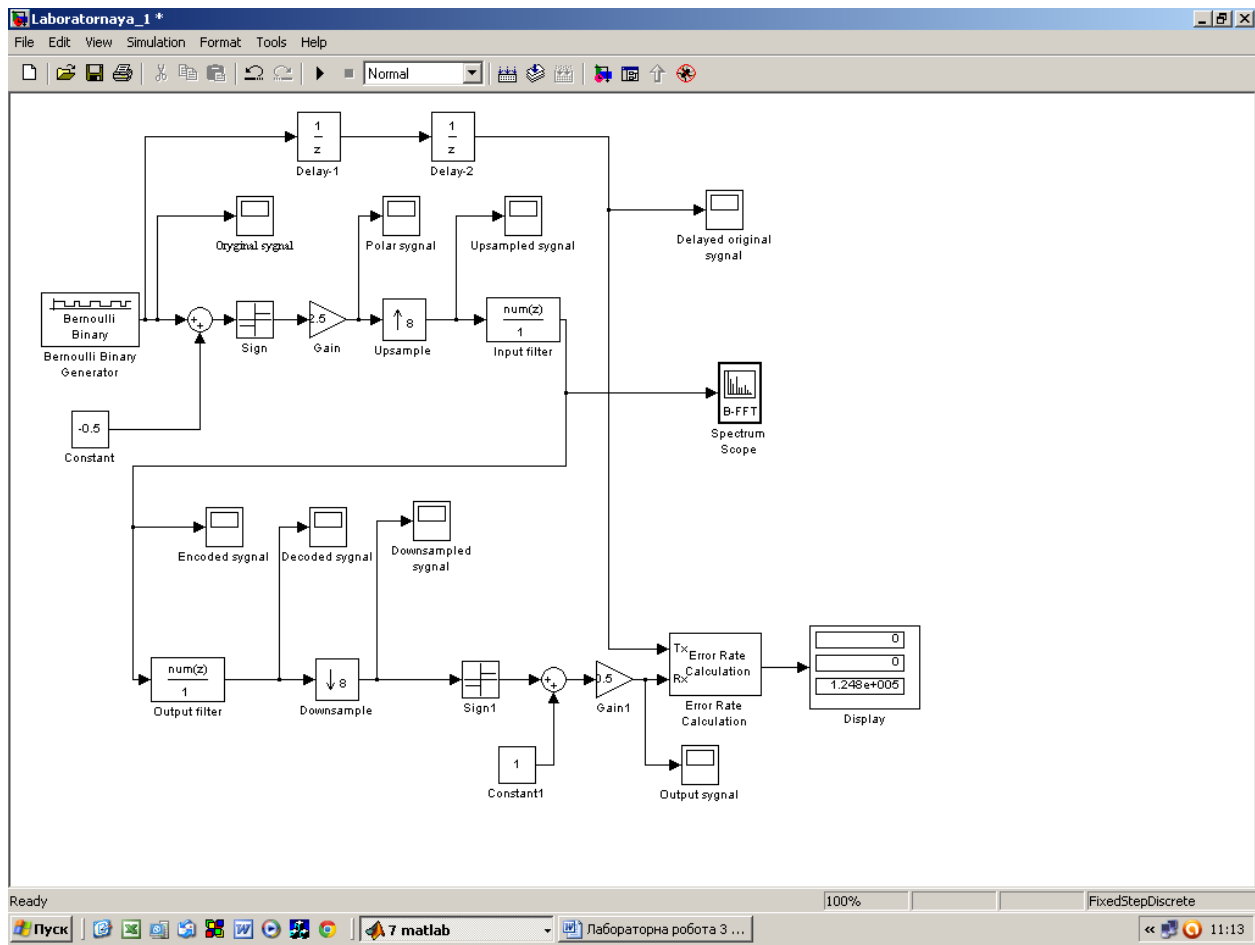 Laboratornaya_1 *
File Edit View Simulation Format Tools Help
Normal
1
z
Delay-1
1
z
Delay-2
Oryginal sygnal
Polar sygnal
Upsampled sygnal
Delayed original
sygnal
Bernoulli
Binary
Bernoulli Binary
Generator
+
+
Sign
2.5
Gain
↑ 8
Upsample
num(z)
1
Input filter
-0.5
Constant
B-FFT
Spectrum
Scope
Encoded sygnal
Decoded sygnal
Downsampled
sygnal
num(z)
1
Output filter
↓ 8
Downsample
Sign1
+
+
0.5
Gain1
1
Constant1
Tx
Rx
Error Rate
Calculation
Error Rate
Calculation
Output sygnal
0
0
1.248e+005
Display
Ready
100%
FixedStepDiscrete
Пуск
7 matlab
Лабораторна робота 3 ...
« 11:13